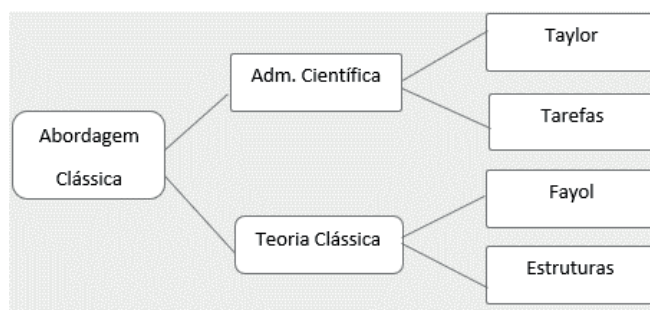 Abordagem
Clássica
Adm. Científica
Taylor
Tarefas
Teoria Clássica
Fayol
Estruturas